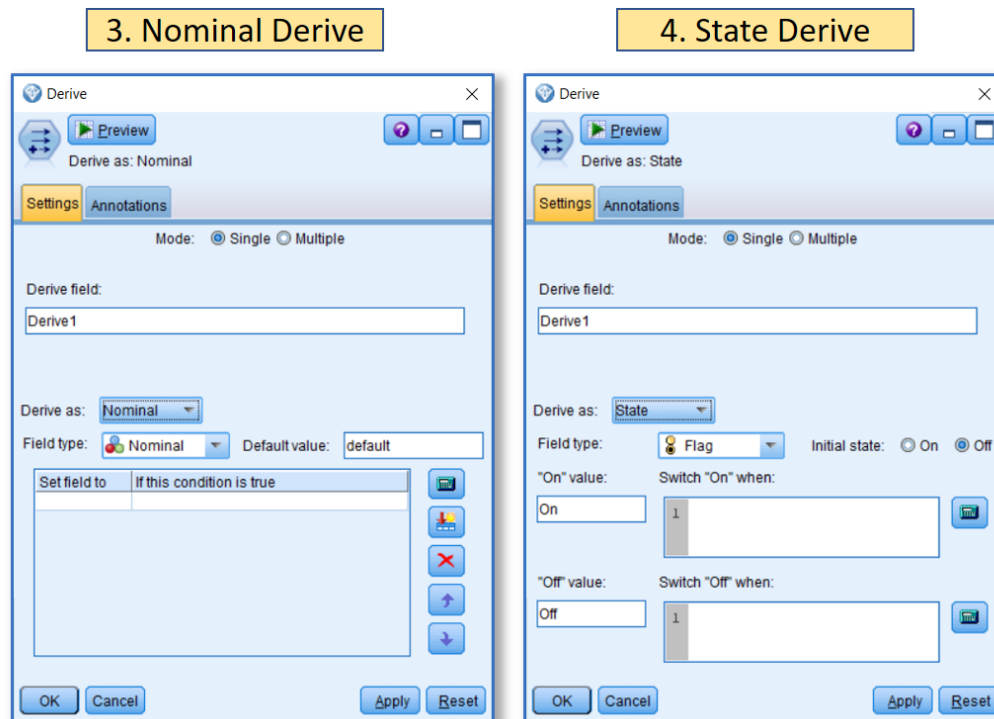 3. Nominal Derive
Derive
Preview
Derive as: Nominal
Settings Annotations
Mode: Single Multiple
Derive field:
Derive1
Derive as: Nominal
Field type: Nominal Default value: default
Set field to If this condition is true
OK Cancel Apply Reset
4. State Derive
Derive
Preview
Derive as: State
Settings Annotations
Mode: Single Multiple
Derive field:
Derive1
Derive as: State
Field type: Flag Initial state: On Off
"On" value: Switch "On" when:
On 1
"Off" value: Switch "Off" when:
Off 1
OK Cancel Apply Reset